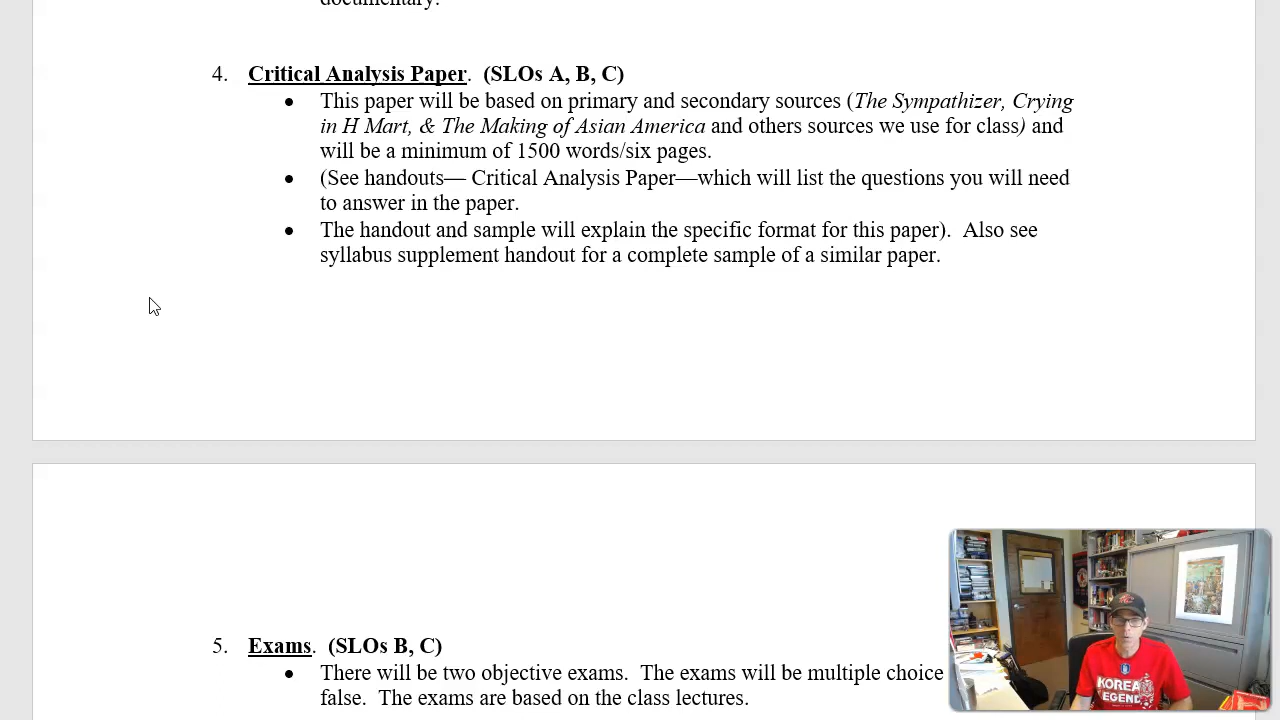 documentary.
4. Critical Analysis Paper. (SLOs A, B, C)
• This paper will be based on primary and secondary sources (The Sympathizer, Crying
in H Mart, & The Making of Asian America and others sources we use for class) and
will be a minimum of 1500 words/six pages.
• (See handouts— Critical Analysis Paper—which will list the questions you will need
to answer in the paper.
• The handout and sample will explain the specific format for this paper). Also see
syllabus supplement handout for a complete sample of a similar paper.
5. Exams. (SLOs B, C)
• There will be two objective exams. The exams will be multiple choice
false. The exams are based on the class lectures.
KOREA
LEGEND